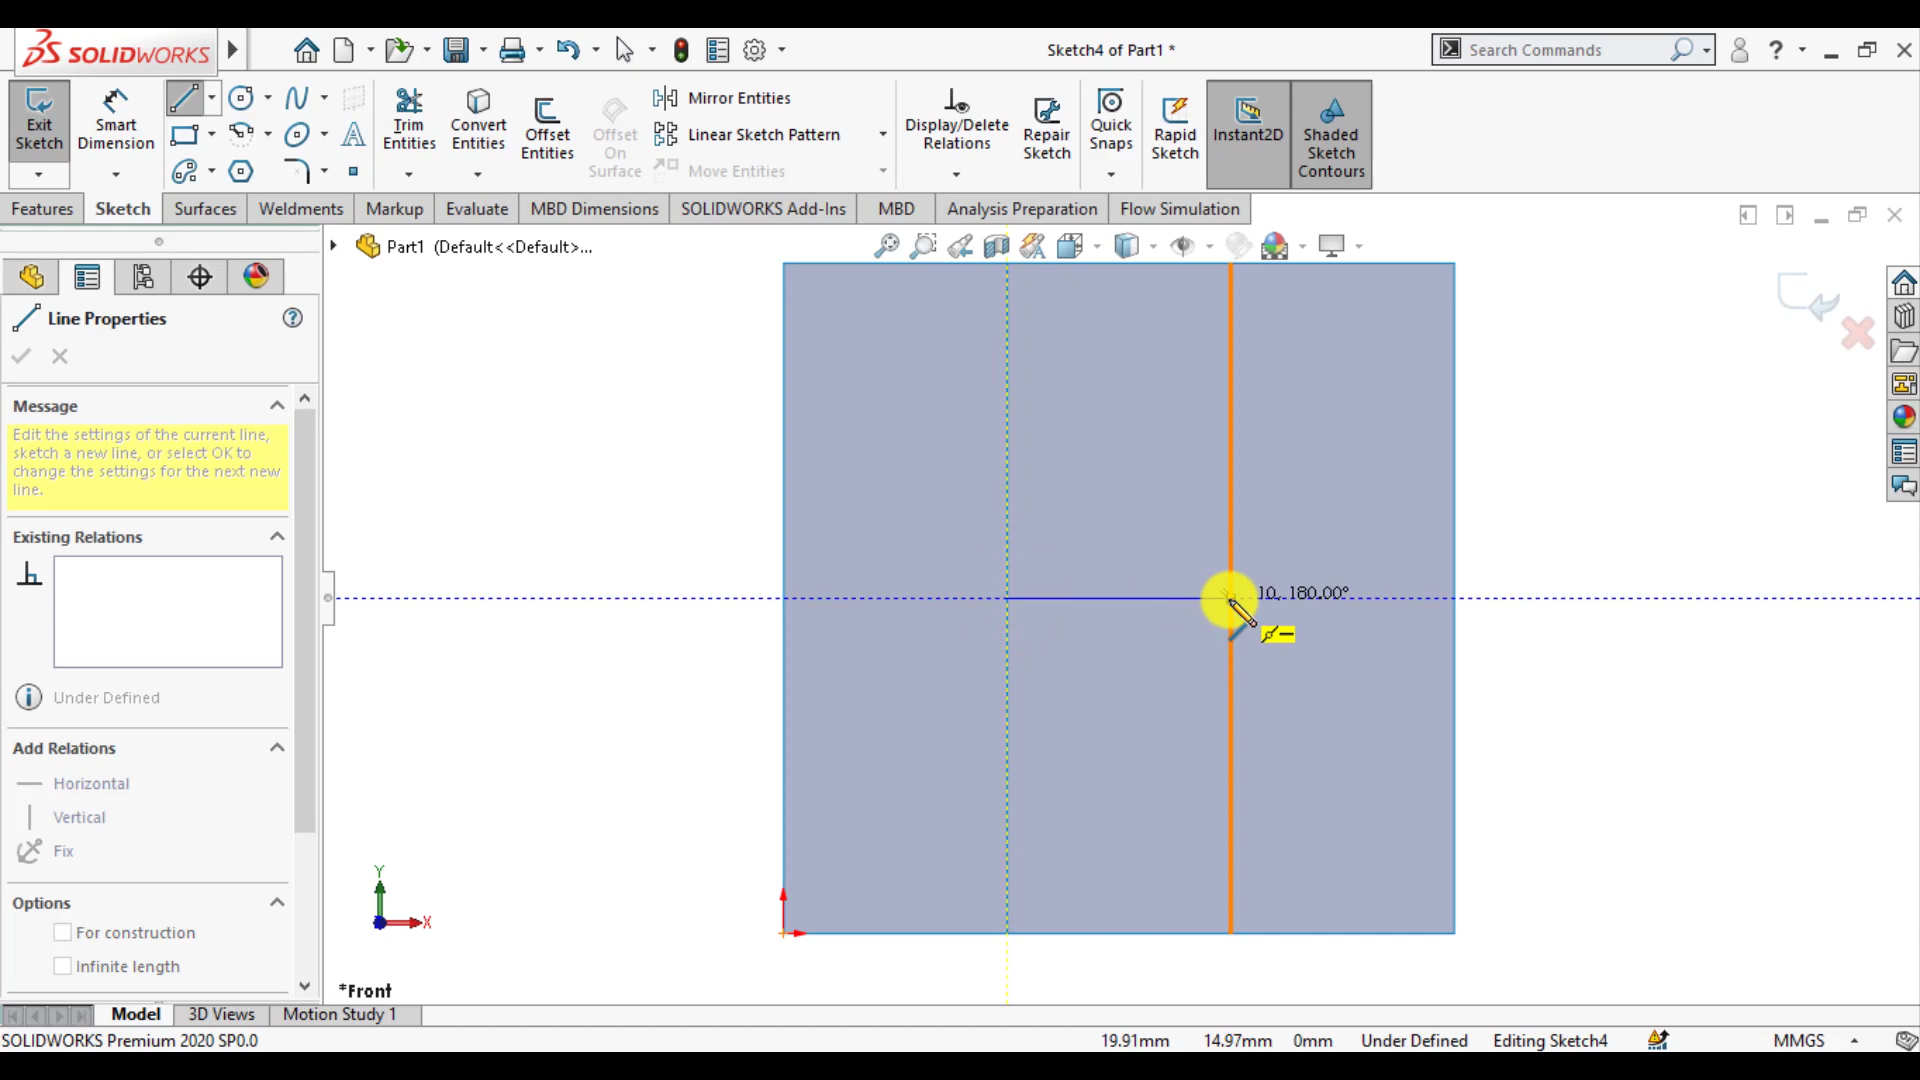 SOLIDWORKS
Sketch4 of Part1 *
Search Commands
?
Exit Sketch
Smart Dimension
Trim Entities
Convert Entities
Offset Entities
Offset On Surface
Mirror Entities
Linear Sketch Pattern
Move Entities
Display/Delete Relations
Repair Sketch
Quick Snaps
Rapid Sketch
Instant2D
Shaded Sketch Contours
Features
Sketch
Surfaces
Weldments
Markup
Evaluate
MBD Dimensions
SOLIDWORKS Add-Ins
MBD
Analysis Preparation
Flow Simulation
Part1 (Default<<Default>...
Line Properties
Message
Edit the settings of the current line,
sketch a new line, or select OK to
change the settings for the next new
line.
Existing Relations
Under Defined
Add Relations
Horizontal
Vertical
Fix
Options
For construction
Infinite length
10, 180.00°
Y
X
*Front
Model
3D Views
Motion Study 1
SOLIDWORKS Premium 2020 SP0.0
19.91mm
14.97mm
0mm
Under Defined
Editing Sketch4
MMGS